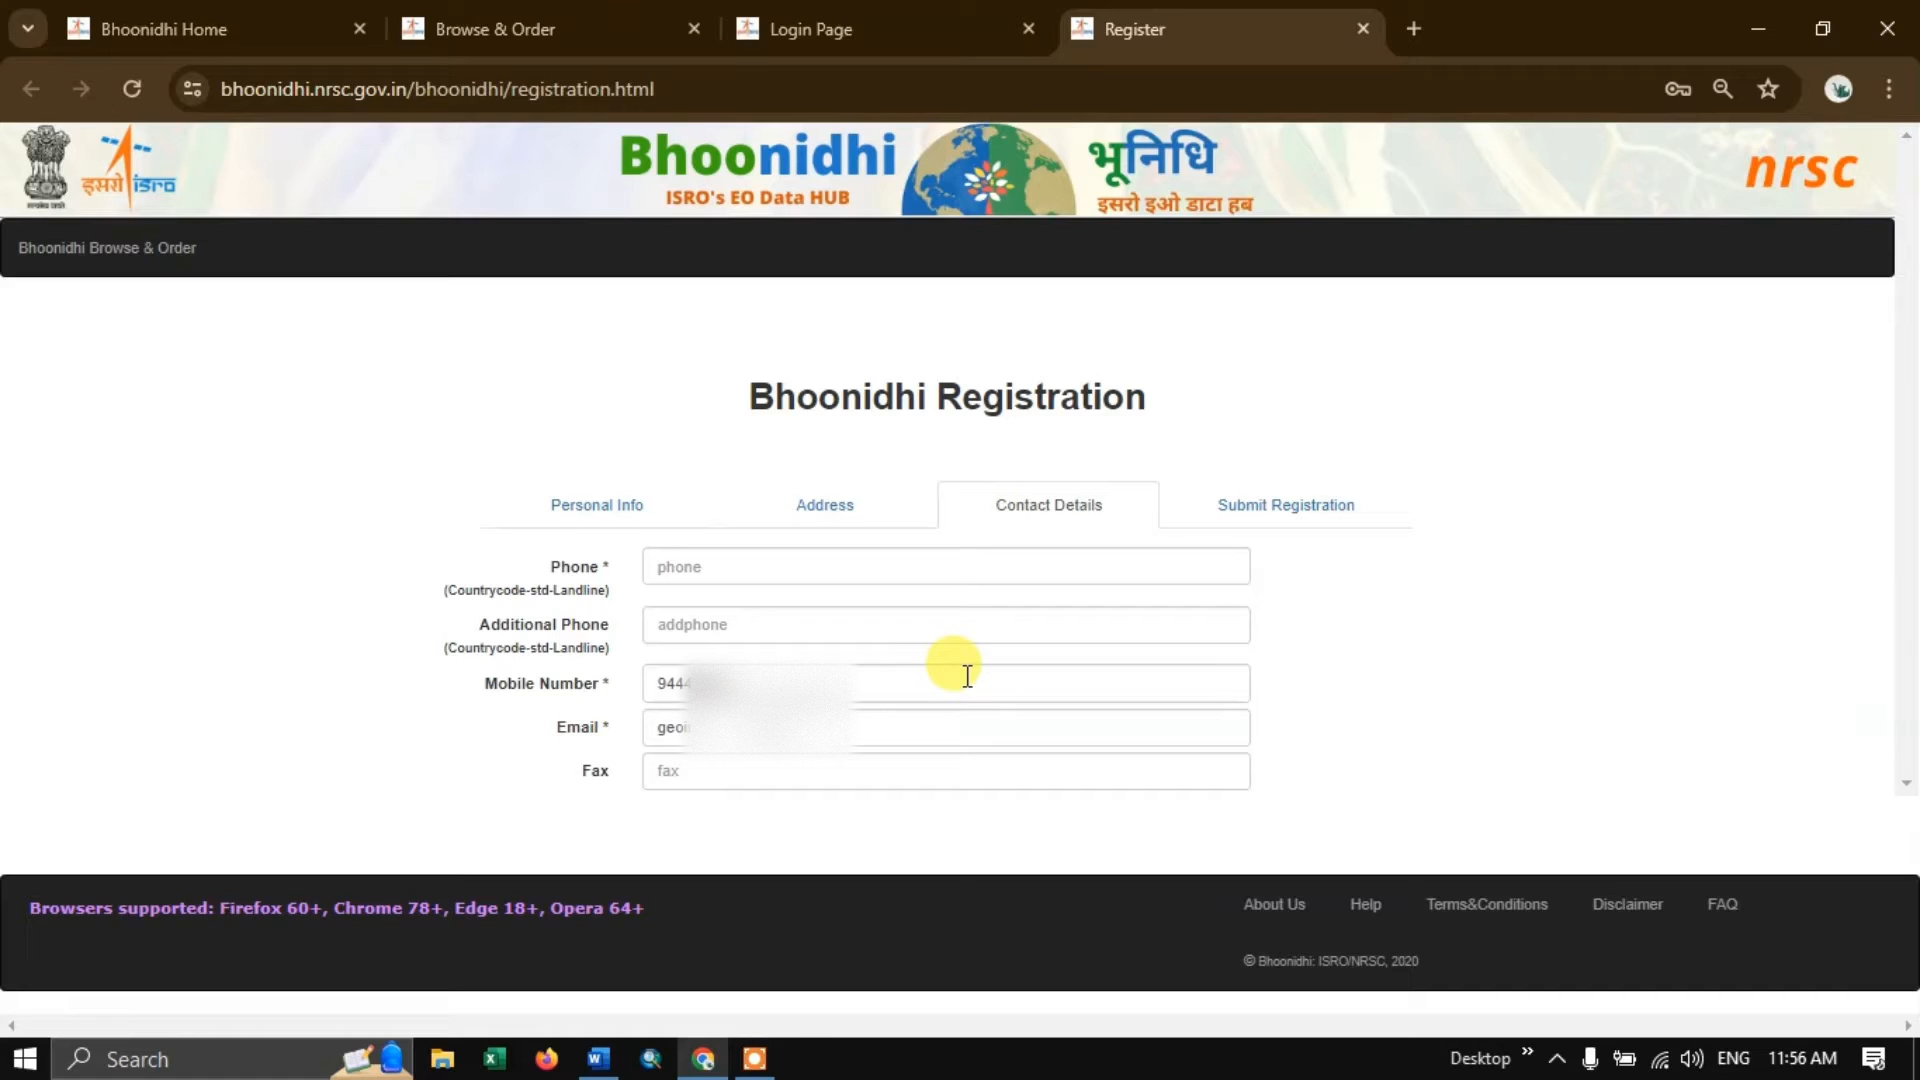 Bhoonidhi Home
Browse & Order
Login Page
Register
bhoonidhi.nrsc.gov.in/bhoonidhi/registration.html
इसरो isro
Bhoonidhi
ISRO's EO Data HUB
भूनिधि
इसरो इओ डाटा हब
nrsc
Bhoonidhi Browse & Order
Bhoonidhi Registration
Personal Info
Address
Contact Details
Submit Registration
Phone *
phone
(Countrycode-std-Landline)
Additional Phone
addphone
(Countrycode-std-Landline)
Mobile Number *
944
Email *
geoi
Fax
fax
Browsers supported: Firefox 60+, Chrome 78+, Edge 18+, Opera 64+
About Us
Help
Terms&Conditions
Disclaimer
FAQ
© Bhoonidhi: ISRO/NRSC, 2020
Search
Desktop
ENG
11:56 AM